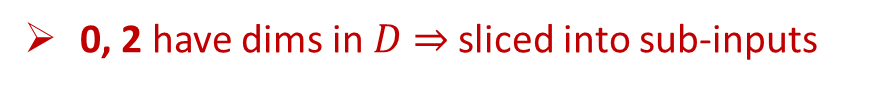 ➢ 0, 2 have dims in D ⇒ sliced into sub-inputs